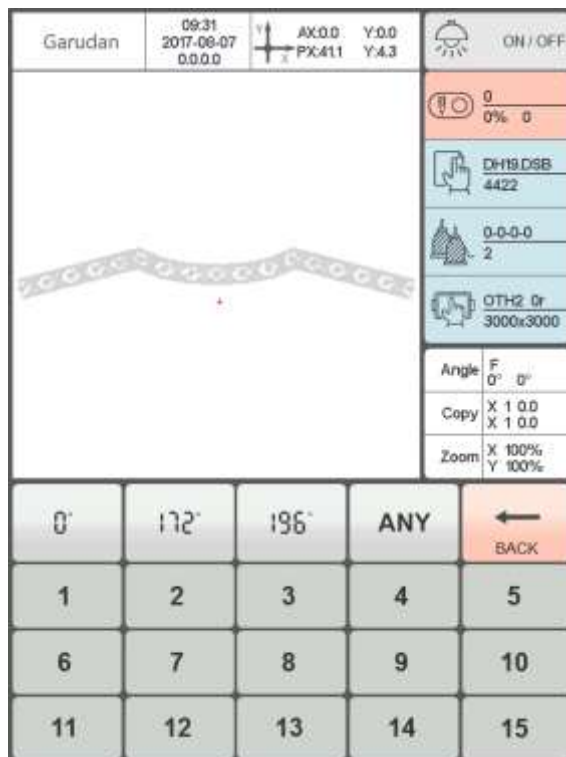 Garudan
09:31
2017-08-07
0.0.0.0
Y
X
AX:0.0 Y:0.0
PX:41.1 Y:4.3
ON / OFF
0
0% 0
DH19.DSB
4422
0-0-0-0
2
OTH2 0r
3000x3000
Angle F
0° 0°
Copy X 1 0.0
X 1 0.0
Zoom X 100%
Y 100%
0° 172° 196° ANY BACK
1 2 3 4 5
6 7 8 9 10
11 12 13 14 15